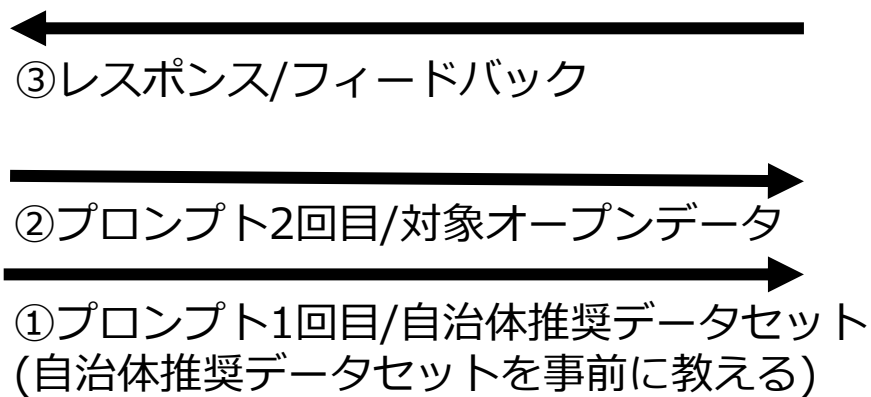 ③レスポンス/フィードバック
②プロンプト2回目/対象オープンデータ
①プロンプト1回目/自治体推奨データセット
(自治体推奨データセットを事前に教える)